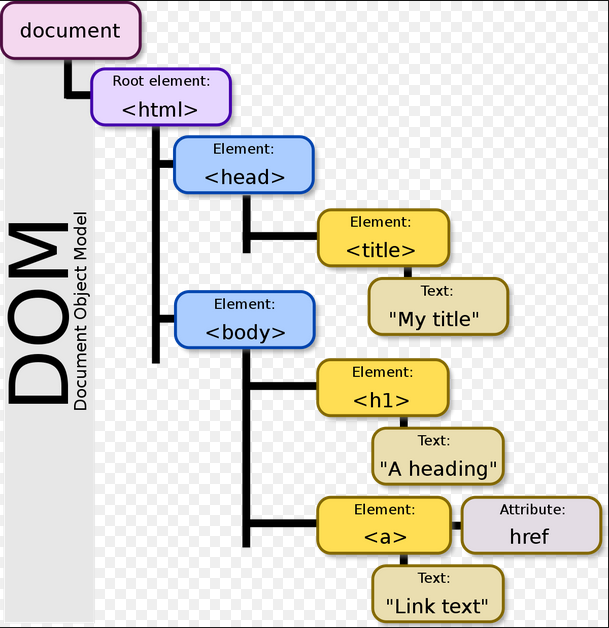 document
Root element:
<html>
Element:
<head>
Element:
<title>
Text:
"My title"
Element:
<body>
Element:
<h1>
Text:
"A heading"
Element:
<a>
Attribute:
href
Text:
"Link text"
DOM
Document Object Model